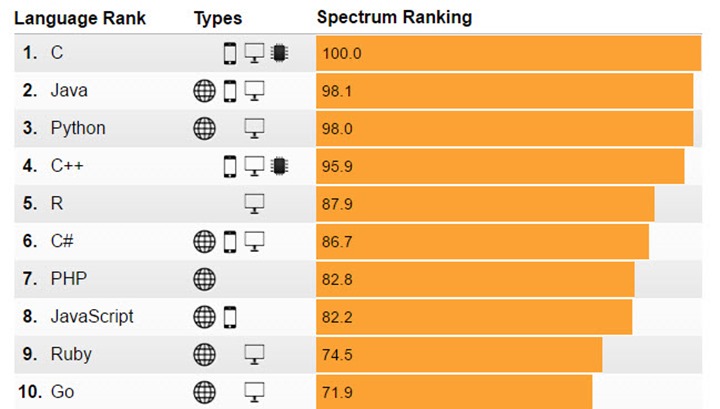 Language Rank Types Spectrum Ranking
1. C 100.0
2. Java 98.1
3. Python 98.0
4. C++ 95.9
5. R 87.9
6. C# 86.7
7. PHP 82.8
8. JavaScript 82.2
9. Ruby 74.5
10. Go 71.9